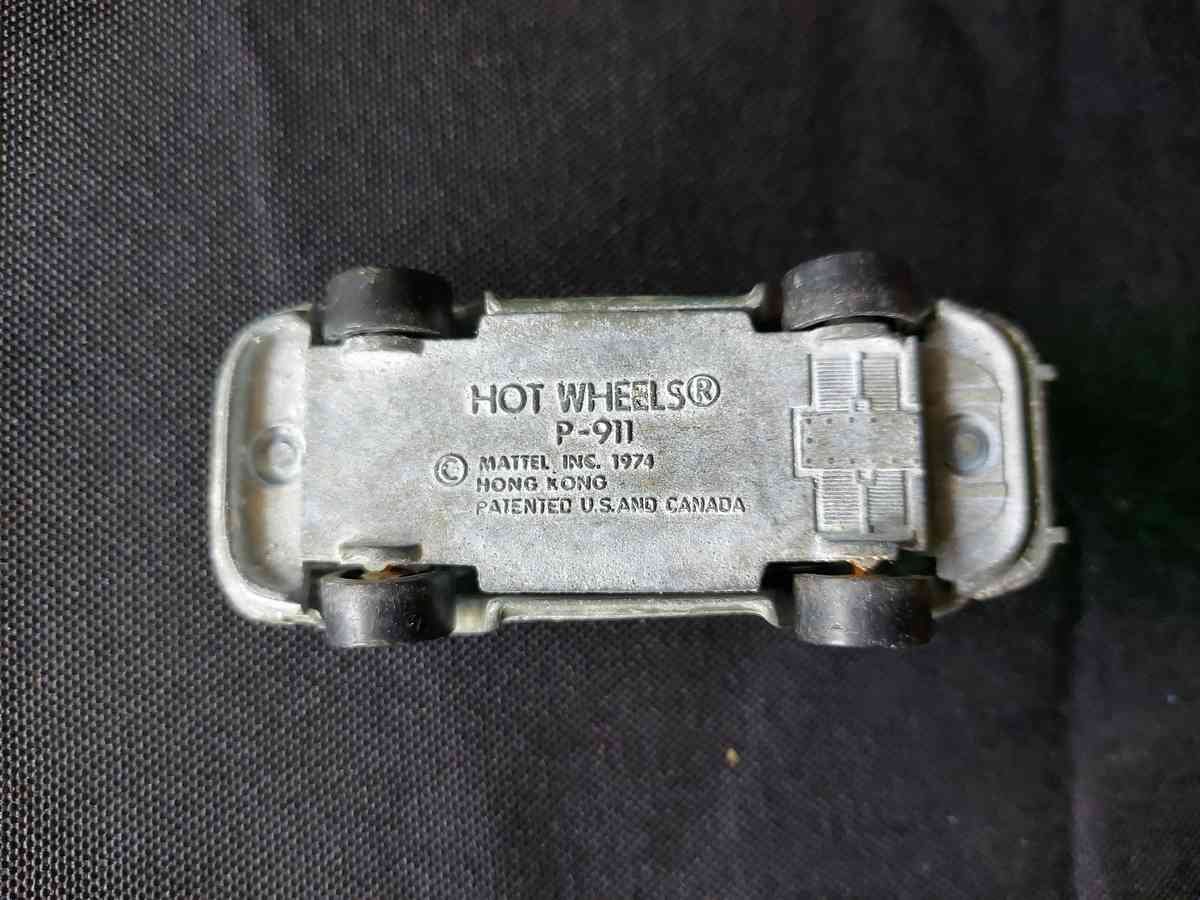 HOT WHEELS®
P-911
© MATTEL, INC. 1974
HONG KONG
PATENTED U.S. AND CANADA